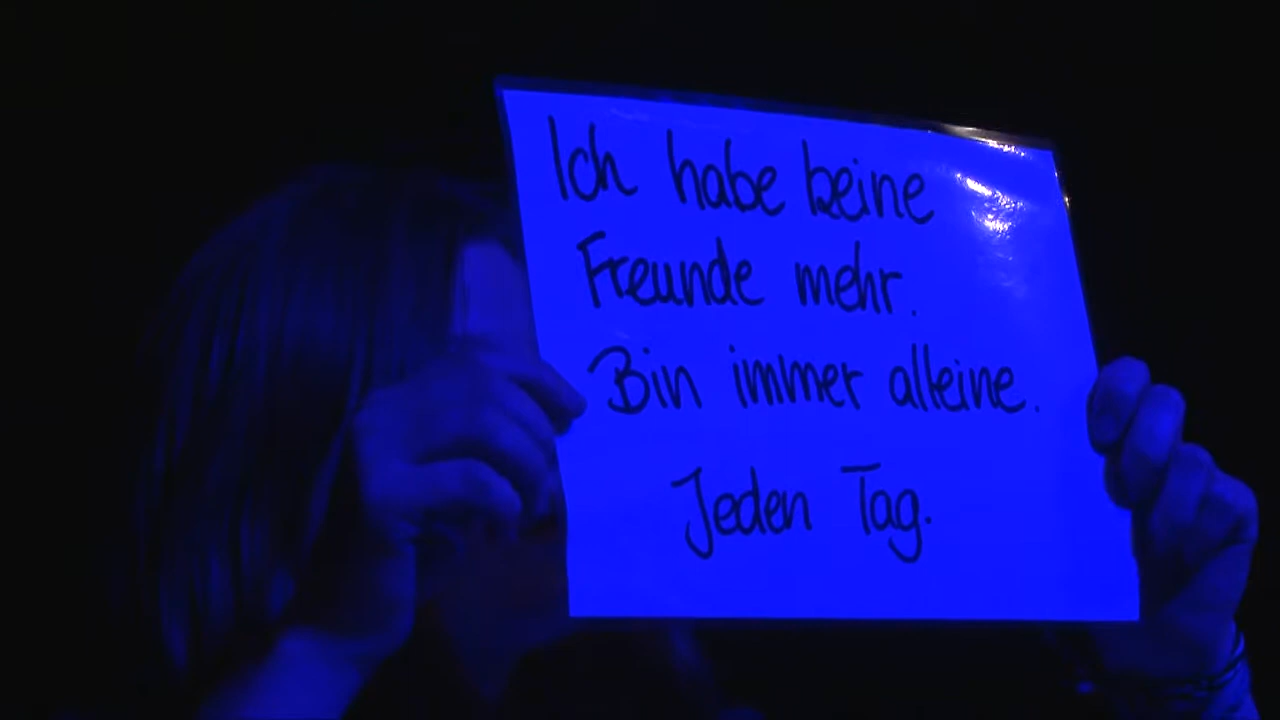 Ich habe keine
Freunde mehr.
Bin immer alleine.
Jeden Tag.